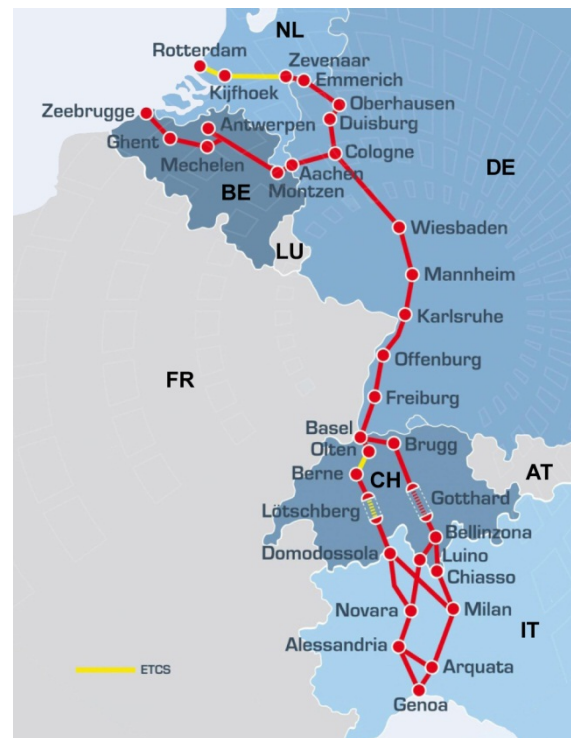 NL
Rotterdam
Zevenaar
Emmerich
Kijfhoek
Oberhausen
Zeebrugge
Antwerpen
Duisburg
Ghent
Cologne
Mechelen
Aachen
DE
Montzen
BE
Wiesbaden
LU
Mannheim
Karlsruhe
Offenburg
FR
Freiburg
Basel
Olten
Brugg
Berne
CH
AT
Gotthard
Lötschberg
Bellinzona
Domodossola
Luino
Chiasso
Novara
Milan
IT
Alessandria
Arquata
ETCS
Genoa